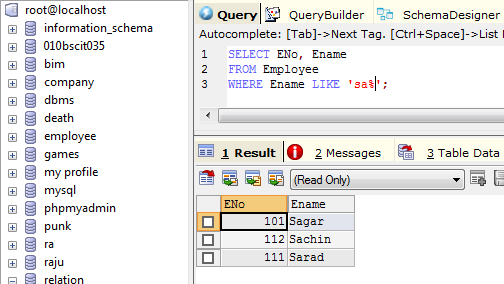 root@localhost
information_schema
010bscit035
bim
company
dbms
death
employee
games
my profile
mysql
phpmyadmin
punk
ra
raju
relation
Query QueryBuilder SchemaDesigner
Autocomplete: [Tab]->Next Tag. [Ctrl+Space]->List
1 SELECT ENo, Ename
2 FROM Employee
3 WHERE Ename LIKE 'sa%';
1 Result 2 Messages 3 Table Data
(Read Only)
ENo Ename
101 Sagar
112 Sachin
111 Sarad